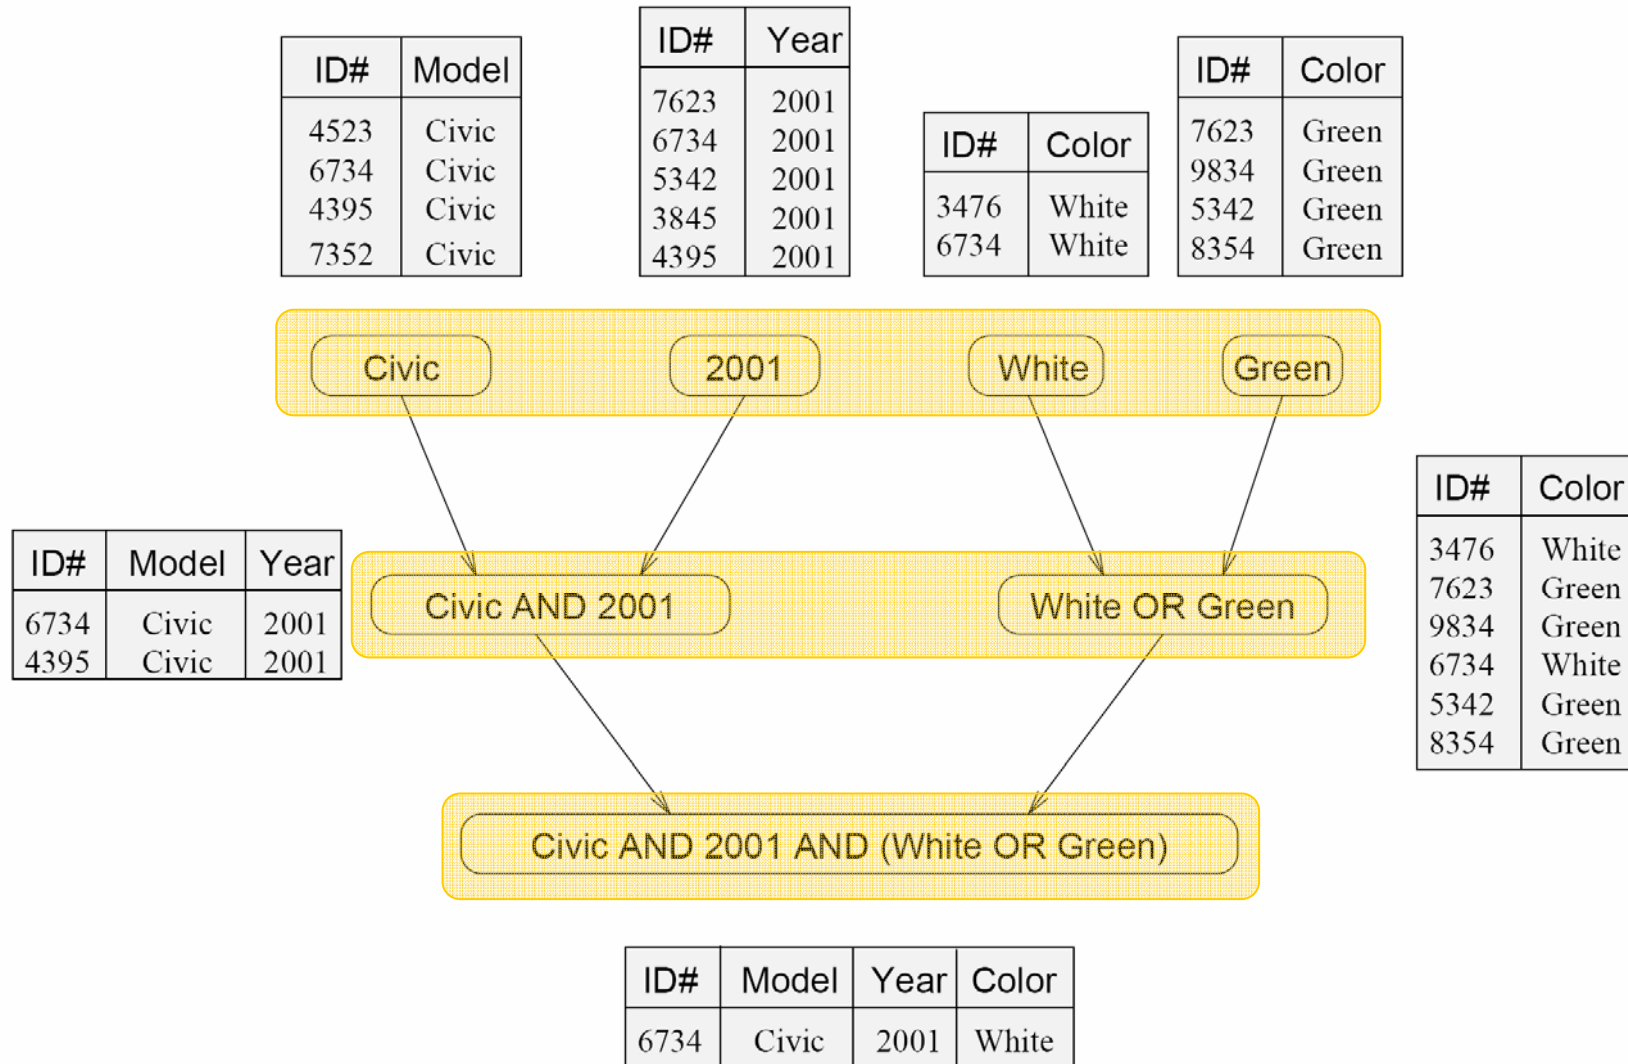 ID# Model
4523 Civic
6734 Civic
4395 Civic
7352 Civic
ID# Year
7623 2001
6734 2001
5342 2001
3845 2001
4395 2001
ID# Color
3476 White
6734 White
ID# Color
7623 Green
9834 Green
5342 Green
8354 Green
Civic 2001 White Green
ID# Model Year
6734 Civic 2001
4395 Civic 2001
Civic AND 2001 White OR Green
ID# Color
3476 White
7623 Green
9834 Green
6734 White
5342 Green
8354 Green
Civic AND 2001 AND (White OR Green)
ID# Model Year Color
6734 Civic 2001 White